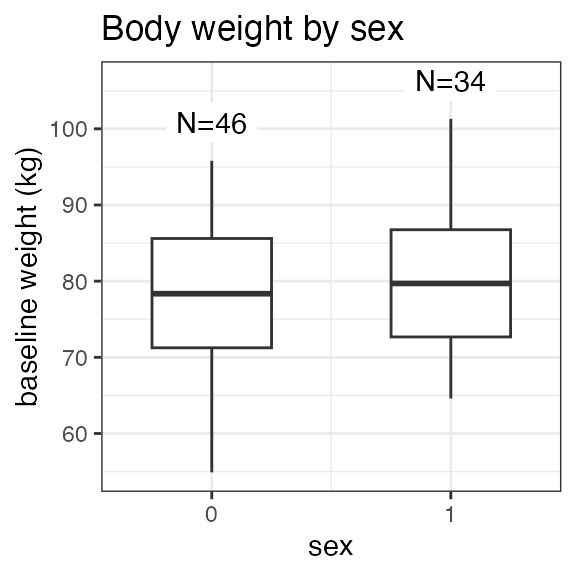 Body weight by sex
N=34
N=46
100
90
80
70
60
baseline weight (kg)
0
1
sex